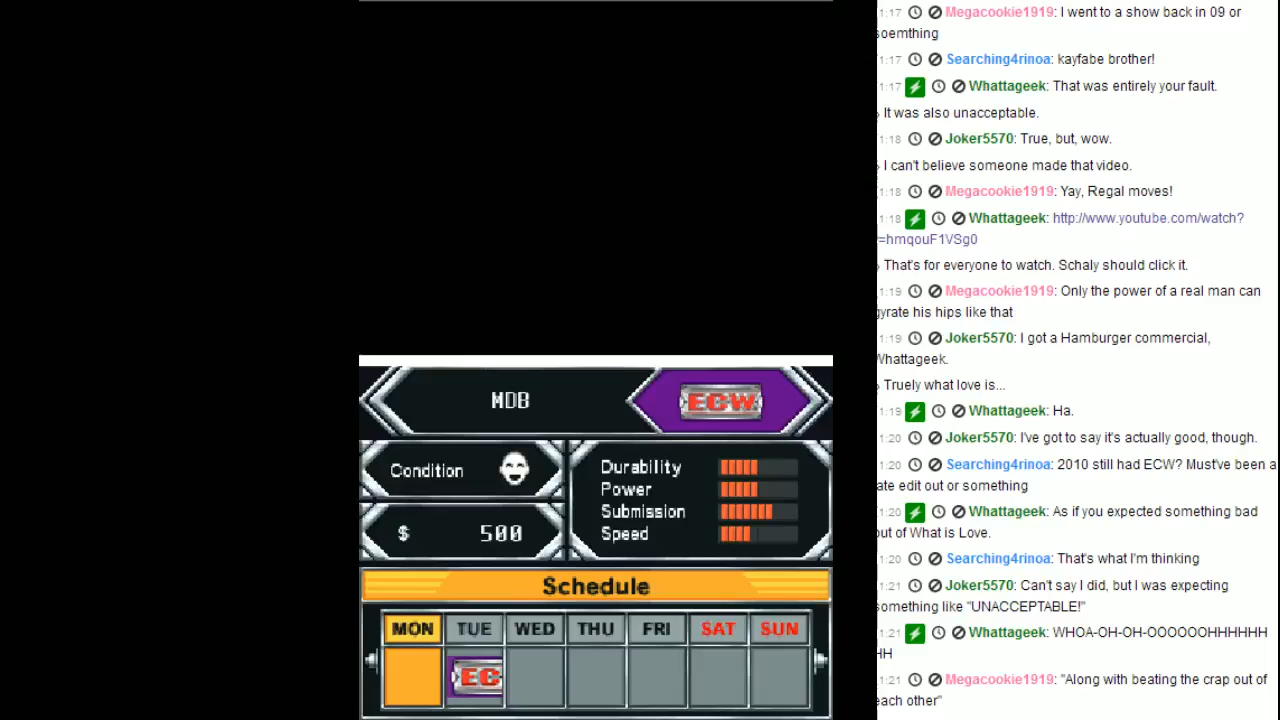 MDB
ECW
Condition
$ 500
Durability
Power
Submission
Speed
Schedule
MON TUE WED THU FRI SAT SUN
EC
1:17 Megacookie1919: I went to a show back in 09 or
soemthing
1:17 Searching4rinoa: kayfabe brother!
1:17 Whattageek: That was entirely your fault.
It was also unacceptable.
1:18 Joker5570: True, but, wow.
I can't believe someone made that video.
1:18 Megacookie1919: Yay, Regal moves!
1:18 Whattageek: http://www.youtube.com/watch?
=hmqouF1VSg0
That's for everyone to watch. Schaly should click it.
1:19 Megacookie1919: Only the power of a real man can
gyrate his hips like that
1:19 Joker5570: I got a Hamburger commercial,
Whattageek.
Truely what love is...
1:19 Whattageek: Ha.
1:20 Joker5570: I've got to say it's actually good, though.
1:20 Searching4rinoa: 2010 still had ECW? Must've been a
ate edit out or something
1:20 Whattageek: As if you expected something bad
out of What is Love.
1:20 Searching4rinoa: That's what I'm thinking
1:21 Joker5570: Can't say I did, but I was expecting
something like "UNACCEPTABLE!"
1:21 Whattageek: WHOA-OH-OH-OOOOOOHHHHHH
HH
1:21 Megacookie1919: "Along with beating the crap out of
each other"